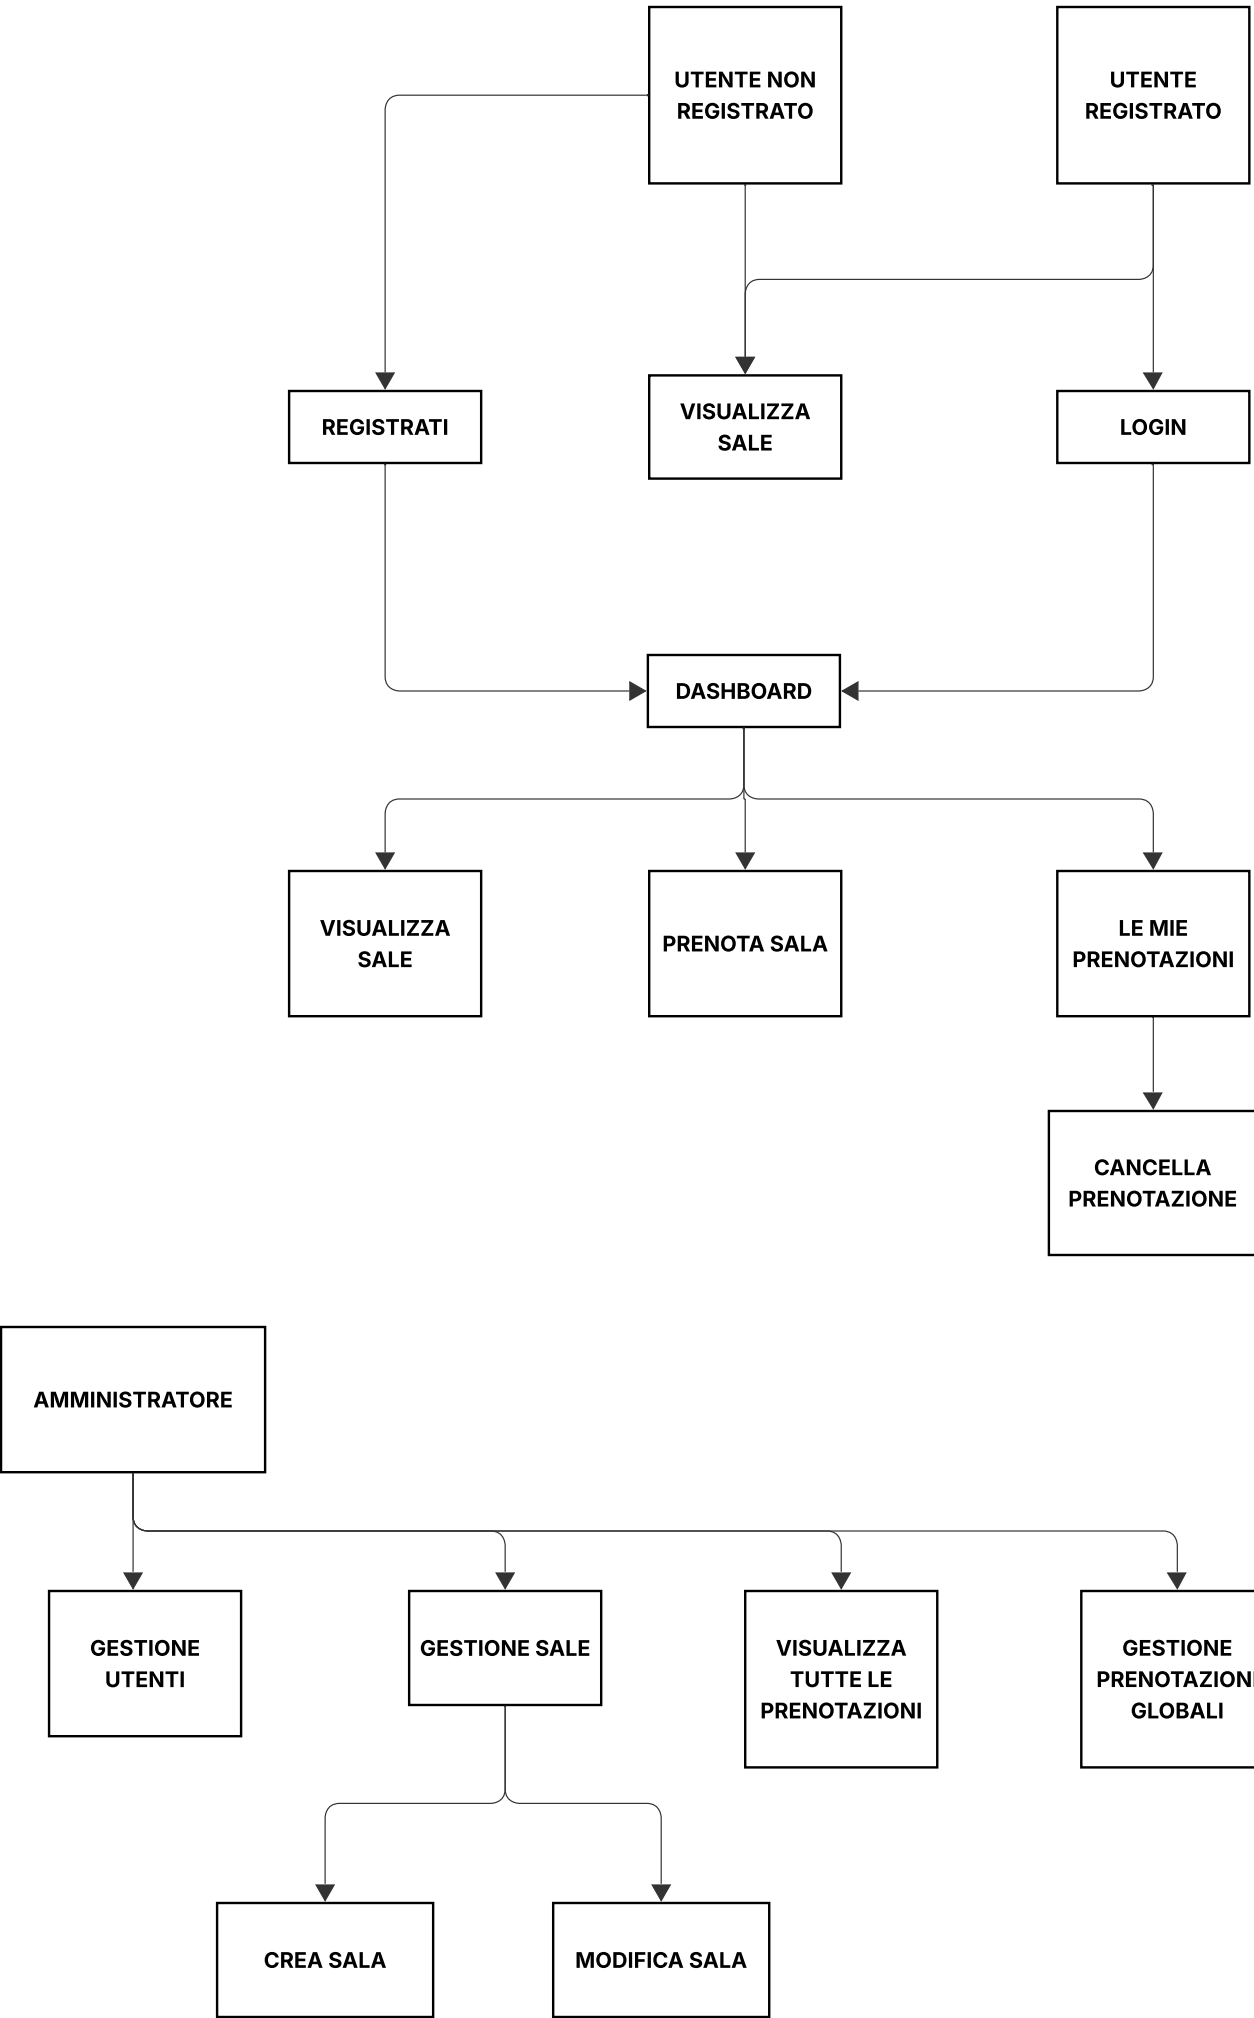 UTENTE NON
REGISTRATO
UTENTE
REGISTRATO
REGISTRATI
VISUALIZZA
SALE
LOGIN
DASHBOARD
VISUALIZZA
SALE
PRENOTA SALA
LE MIE
PRENOTAZIONI
CANCELLA
PRENOTAZIONE
AMMINISTRATORE
GESTIONE
UTENTI
GESTIONE SALE
VISUALIZZA
TUTTE LE
PRENOTAZIONI
GESTIONE
PRENOTAZIONI
GLOBALI
CREA SALA
MODIFICA SALA